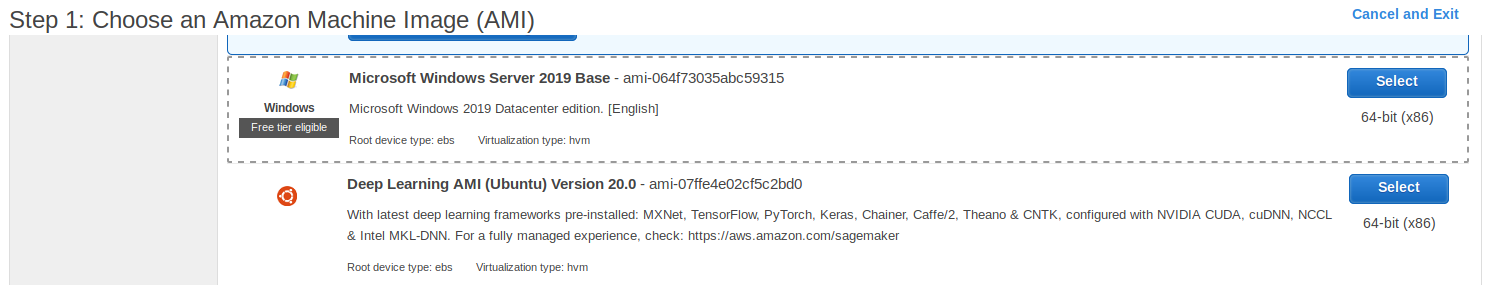 Step 1: Choose an Amazon Machine Image (AMI)
Cancel and Exit
Microsoft Windows Server 2019 Base - ami-064f73035abc59315
Select
Windows
Microsoft Windows 2019 Datacenter edition. [English]
64-bit (x86)
Free tier eligible
Root device type: ebs Virtualization type: hvm
Deep Learning AMI (Ubuntu) Version 20.0 - ami-07ffe4e02cf5c2bd0
Select
With latest deep learning frameworks pre-installed: MXNet, TensorFlow, PyTorch, Keras, Chainer, Caffe/2, Theano & CNTK, configured with NVIDIA CUDA, cuDNN, NCCL
64-bit (x86)
& Intel MKL-DNN. For a fully managed experience, check: https://aws.amazon.com/sagemaker
Root device type: ebs Virtualization type: hvm